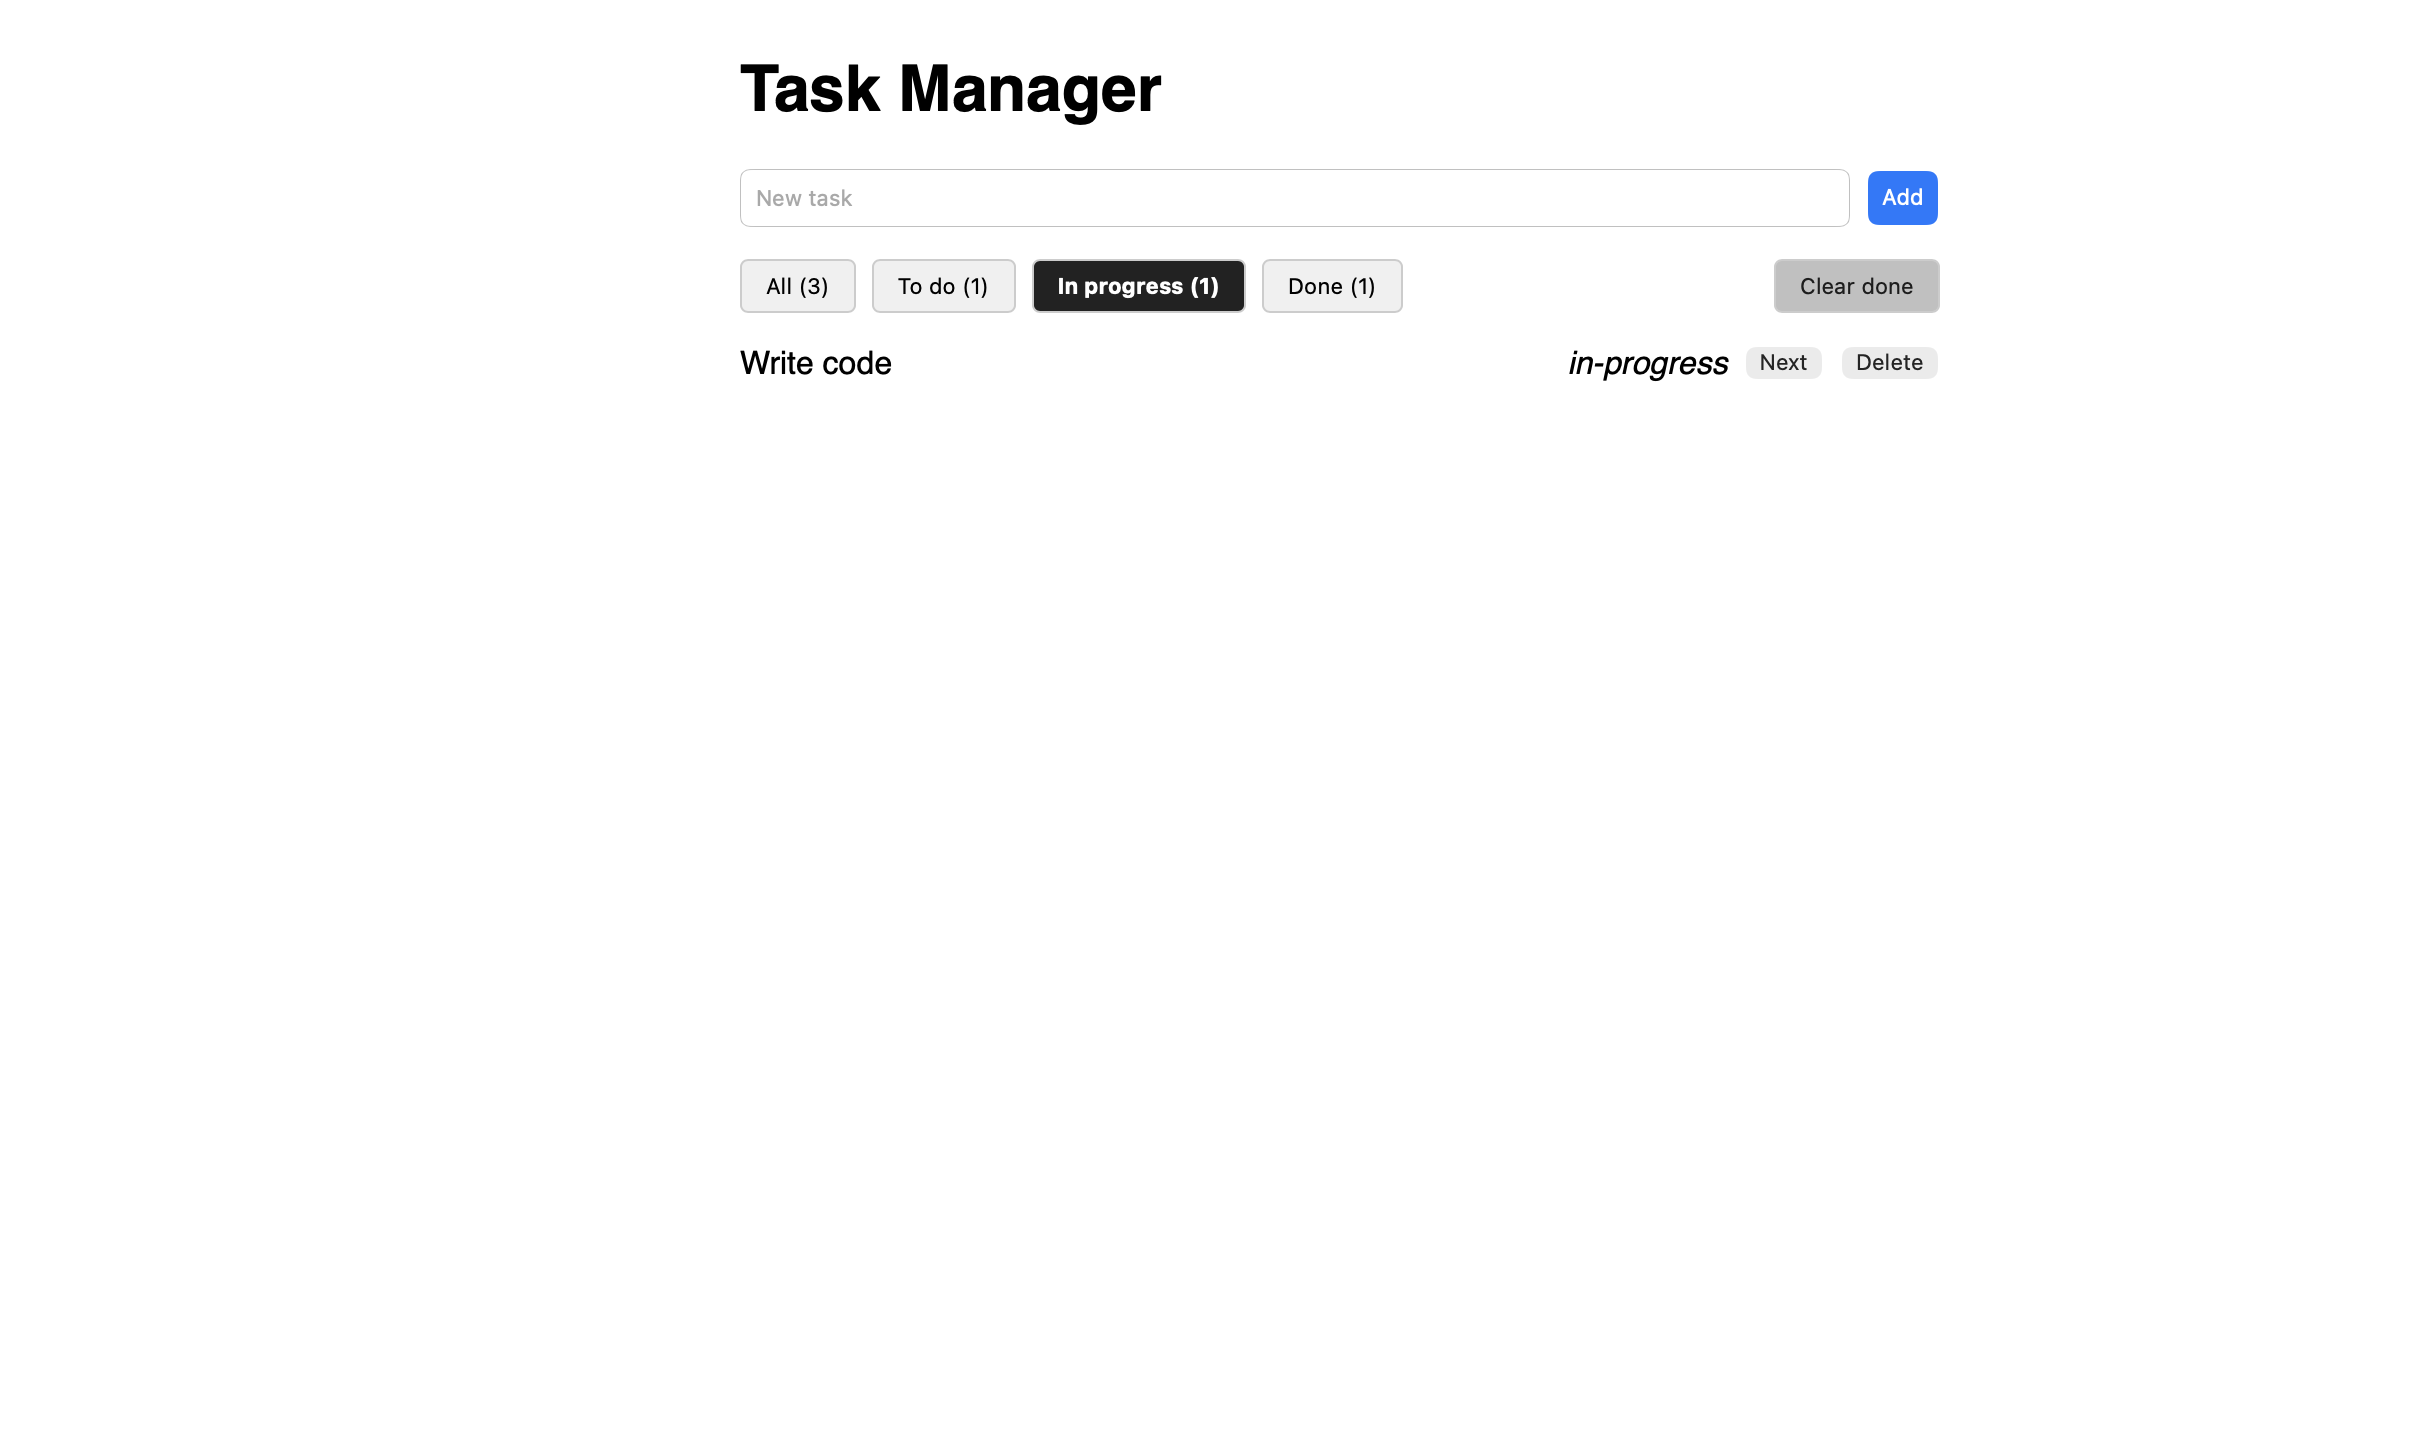 Task Manager
New task Add
All (3) To do (1) In progress (1) Done (1) Clear done
Write code in-progress Next Delete